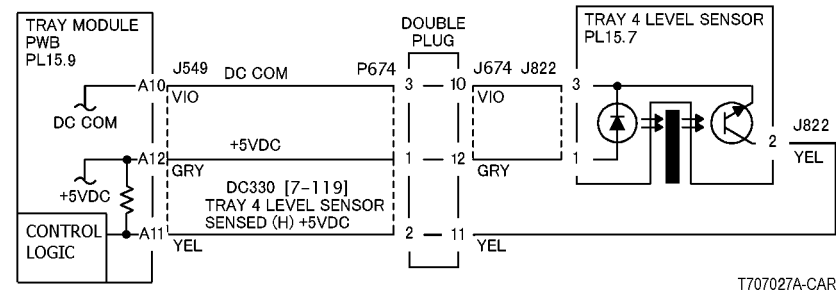 TRAY MODULE
PWB
PL15.9
DOUBLE
PLUG
TRAY 4 LEVEL SENSOR
PL15.7
A10 J549 DC COM P674 3 10 J674 J822 3
VIO VIO
DC COM
J822
2
YEL
A12 +5VDC 1 12 1
GRY GRY
+5VDC
DC330 [7-119]
TRAY 4 LEVEL SENSOR
SENSED (H) +5VDC
CONTROL
LOGIC
A11 2 11
YEL YEL
T707027A-CAR